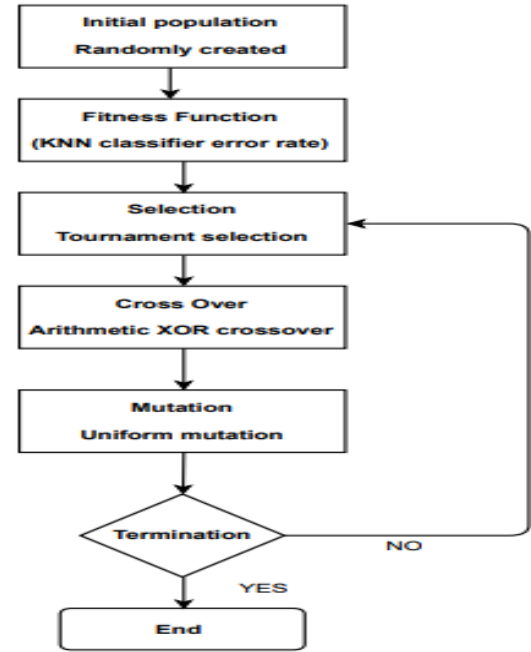 Initial population
Randomly created
Fitness Function
(KNN classifier error rate)
Selection
Tournament selection
Cross Over
Arithmetic XOR crossover
Mutation
Uniform mutation
Termination
NO
YES
End